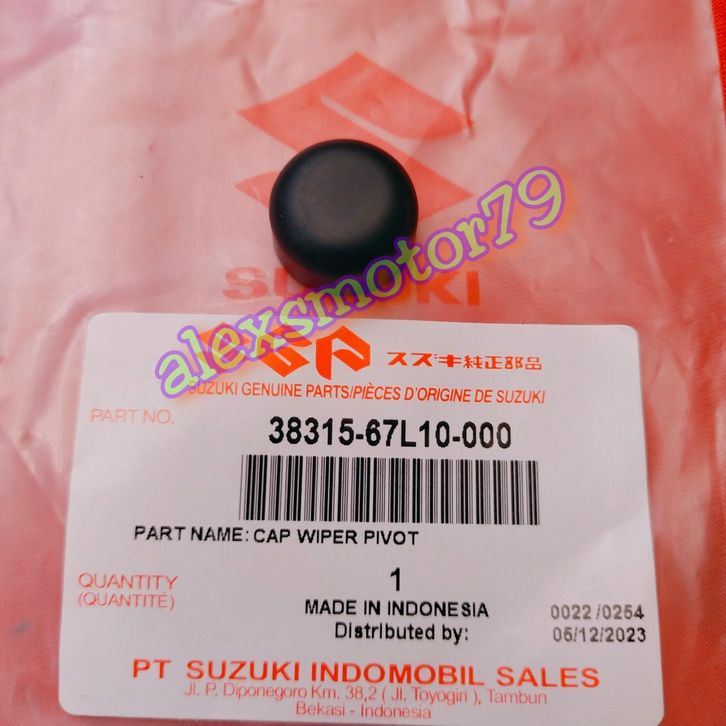 SUZUKI
alexsmotor79
SGP スズキ純正部品
SUZUKI GENUINE PARTS/PIÈCES D'ORIGINE DE SUZUKI
PART NO. 38315-67L10-000
PART NAME: CAP WIPER PIVOT
QUANTITY 1
(QUANTITÉ)
MADE IN INDONESIA 0022 /0254
Distributed by: 05/12/2023
PT SUZUKI INDOMOBIL SALES
Jl. P. Diponegoro Km. 38,2 ( Jl. Toyogiri ), Tambun
Bekasi - Indonesia